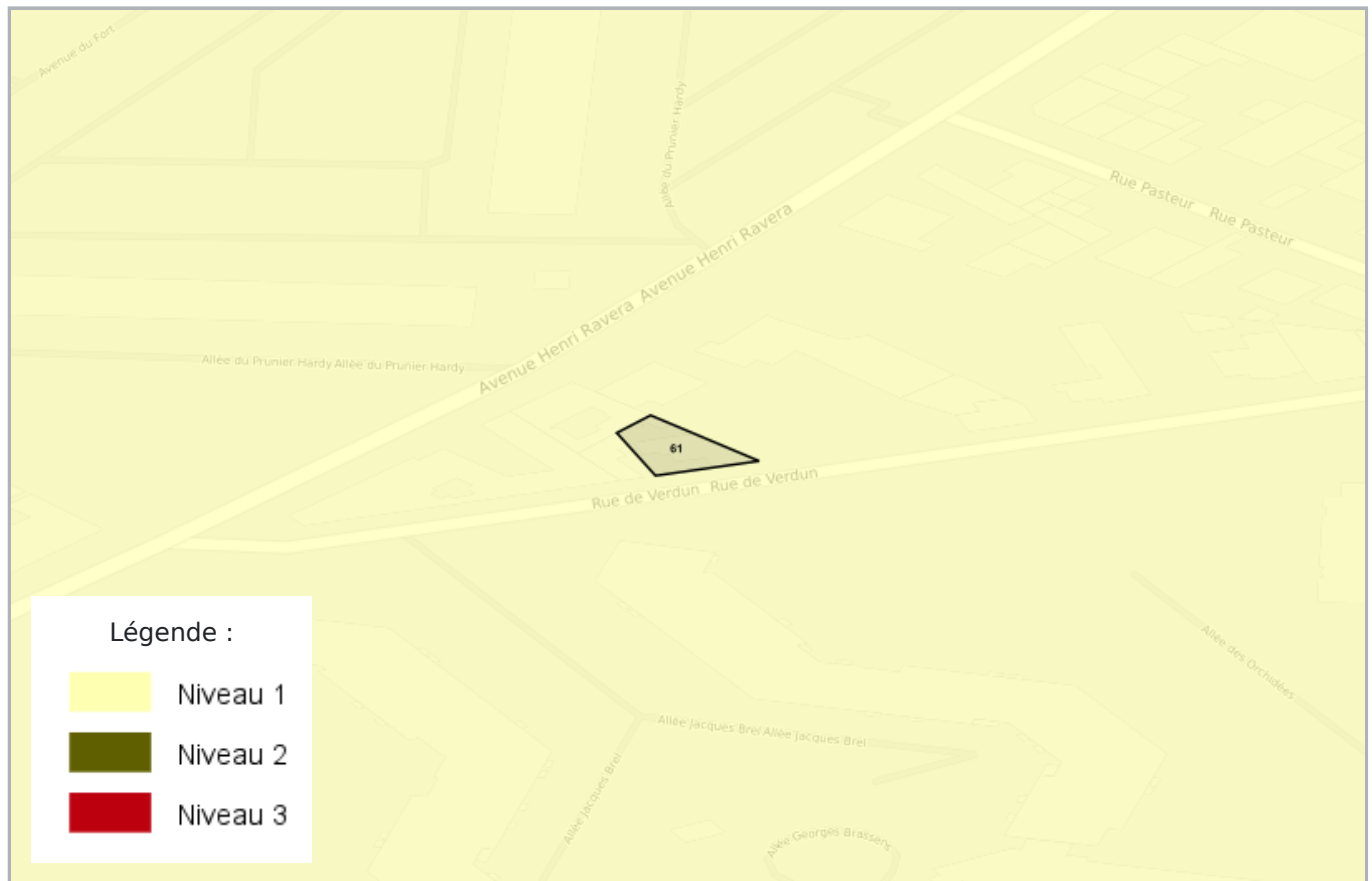 Avenue du Fort
Allée du Prunier Hardy
Rue Pasteur Rue Pasteur
Avenue Henri Ravera Avenue Henri Ravera
Allée du Prunier Hardy Allée du Prunier Hardy
61
Rue de Verdun Rue de Verdun
Allée des Orchidées
Allée Jacques Brel Allée Jacques Brel
Allée Jacques Brel
Allée Georges Brassens
Légende :
Niveau 1
Niveau 2
Niveau 3